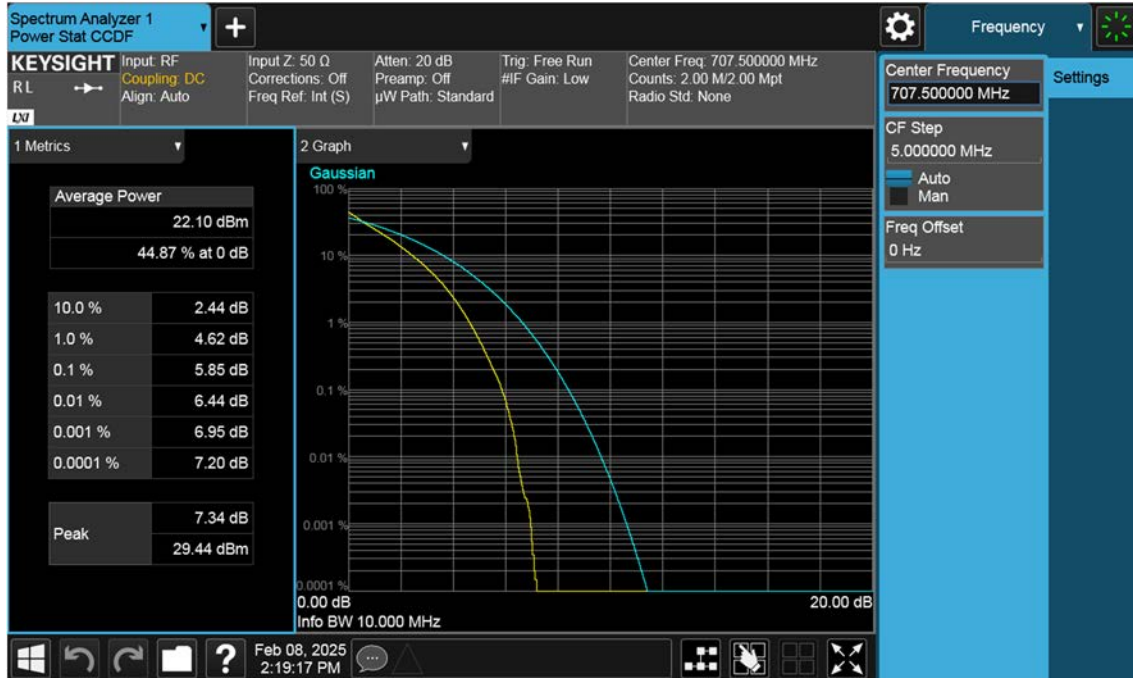 Spectrum Analyzer 1
Power Stat CCDF
Frequency
KEYSIGHT
R L
LXI
Input: RF
Coupling: DC
Align: Auto
Input Z: 50 Ω
Corrections: Off
Freq Ref: Int (S)
Atten: 20 dB
Preamp: Off
µW Path: Standard
Trig: Free Run
#IF Gain: Low
Center Freq: 707.500000 MHz
Counts: 2.00 M/2.00 Mpt
Radio Std: None
Center Frequency
707.500000 MHz
Settings
CF Step
5.000000 MHz
Auto
Man
Freq Offset
0 Hz
1 Metrics
Average Power
22.10 dBm
44.87 % at 0 dB
10.0 % 2.44 dB
1.0 % 4.62 dB
0.1 % 5.85 dB
0.01 % 6.44 dB
0.001 % 6.95 dB
0.0001 % 7.20 dB
Peak 7.34 dB
29.44 dBm
2 Graph
Gaussian
100 %
10 %
1 %
0.1 %
0.01 %
0.001 %
0.0001 %
0.00 dB 20.00 dB
Info BW 10.000 MHz
?
Feb 08, 2025
2:19:17 PM